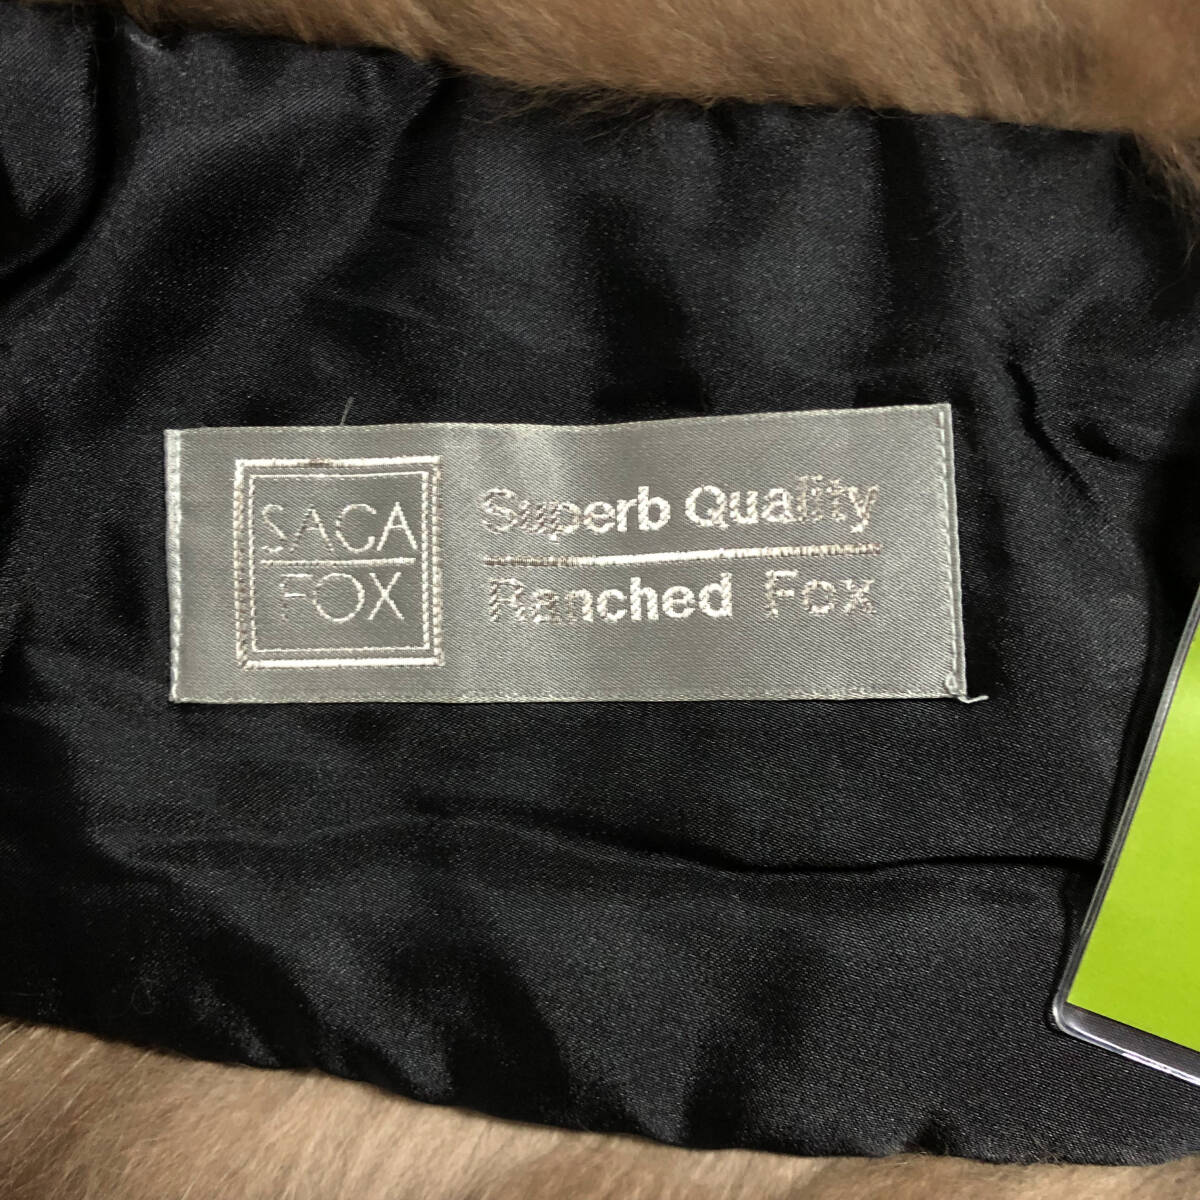 SAGA
FOX
Superb Quality
Ranched Fox